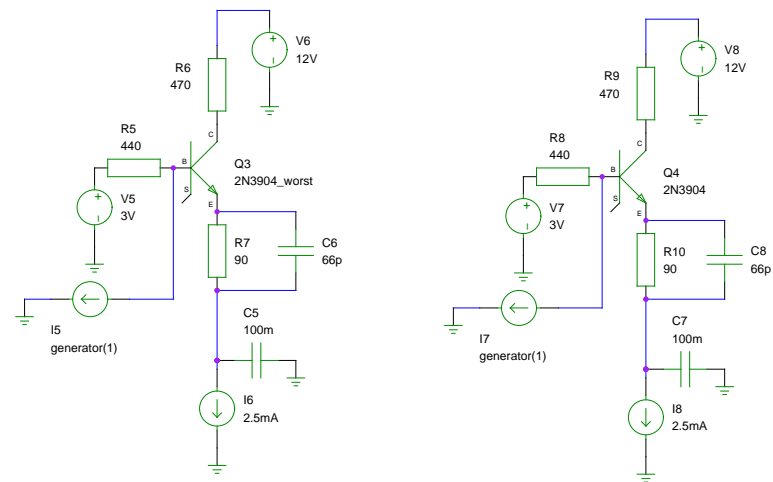 V6
12V
R6
470
C
R5
440
B
Q3
2N3904_worst
S
E
V5
3V
R7
90
C6
66p
I5
generator(1)
C5
100m
I6
2.5mA
V8
12V
R9
470
C
R8
440
B
Q4
2N3904
S
E
V7
3V
R10
90
C8
66p
I7
generator(1)
C7
100m
I8
2.5mA